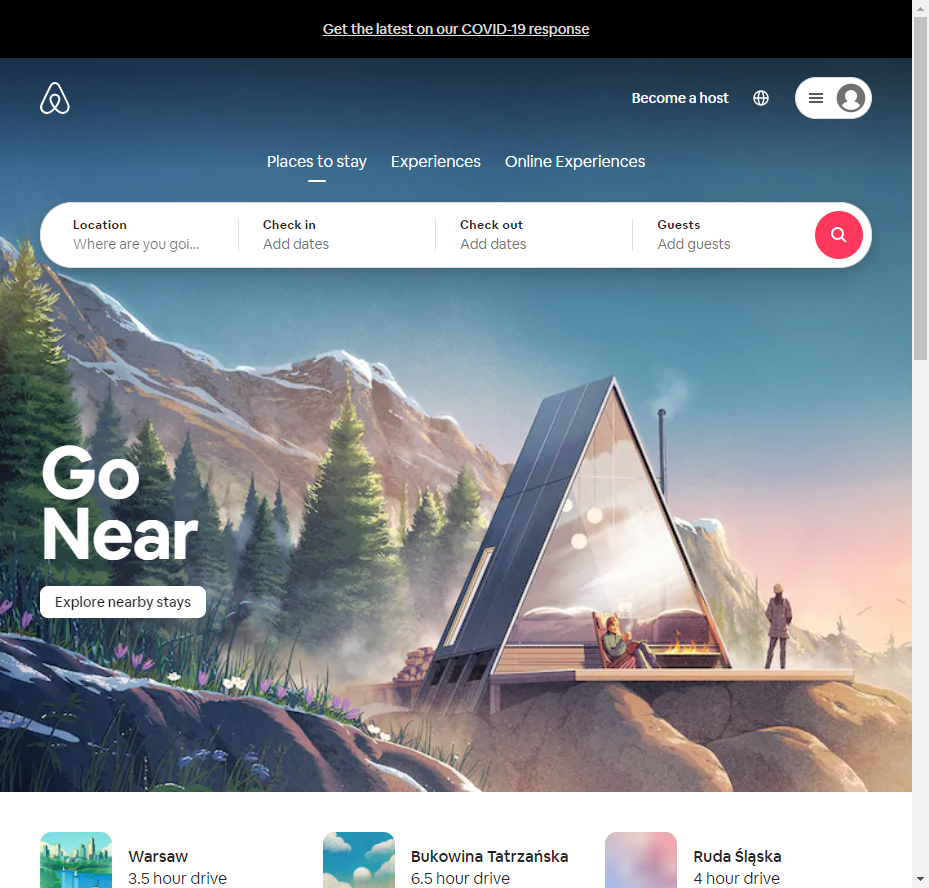 Get the latest on our COVID-19 response
Become a host
Places to stay Experiences Online Experiences
Location Check in Check out Guests
Where are you goi... Add dates Add dates Add guests
Go
Near
Explore nearby stays
Warsaw Bukowina Tatrzańska Ruda Śląska
3.5 hour drive 6.5 hour drive 4 hour drive